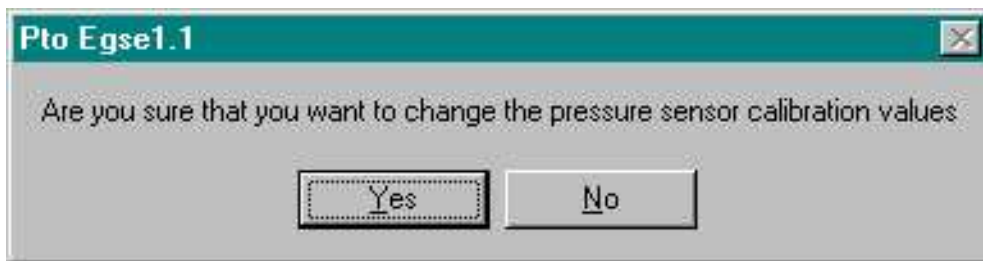 Pto Egse1.1
Are you sure that you want to change the pressure sensor calibration values
Yes No